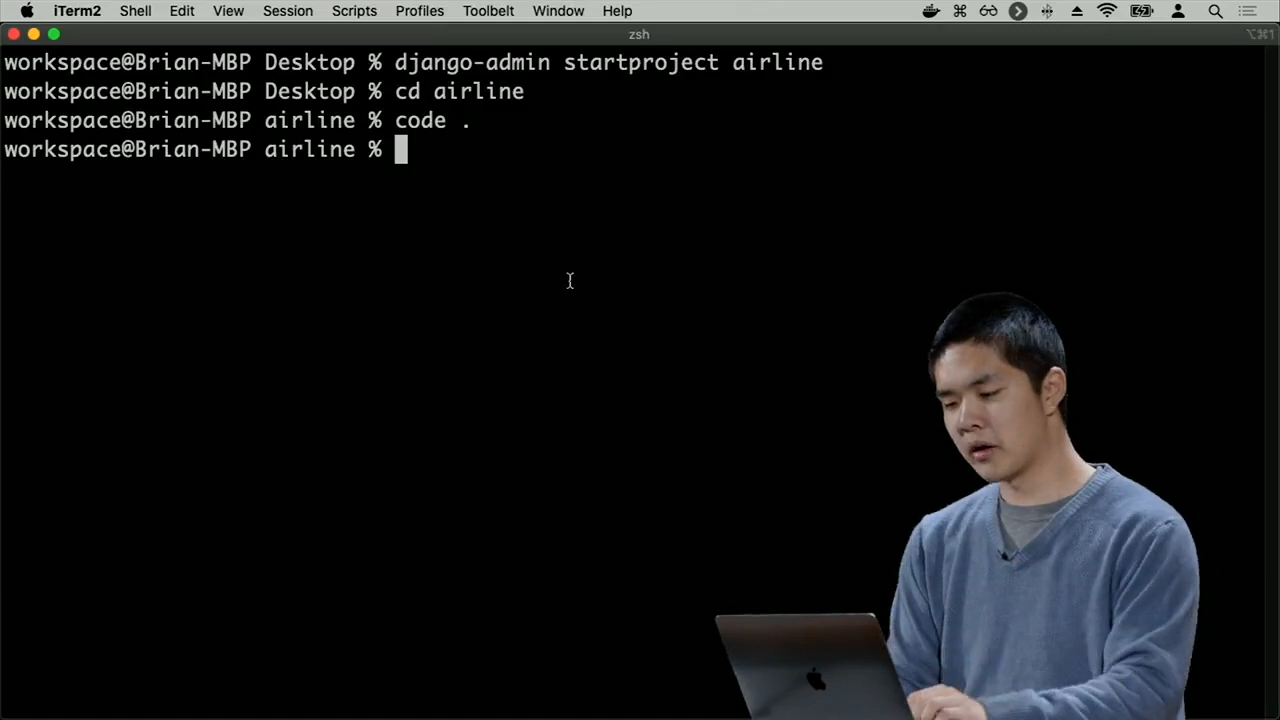 iTerm2 Shell Edit View Session Scripts Profiles Toolbelt Window Help
zsh
⌥⌘1
workspace@Brian-MBP Desktop % django-admin startproject airline
workspace@Brian-MBP Desktop % cd airline
workspace@Brian-MBP airline % code .
workspace@Brian-MBP airline %